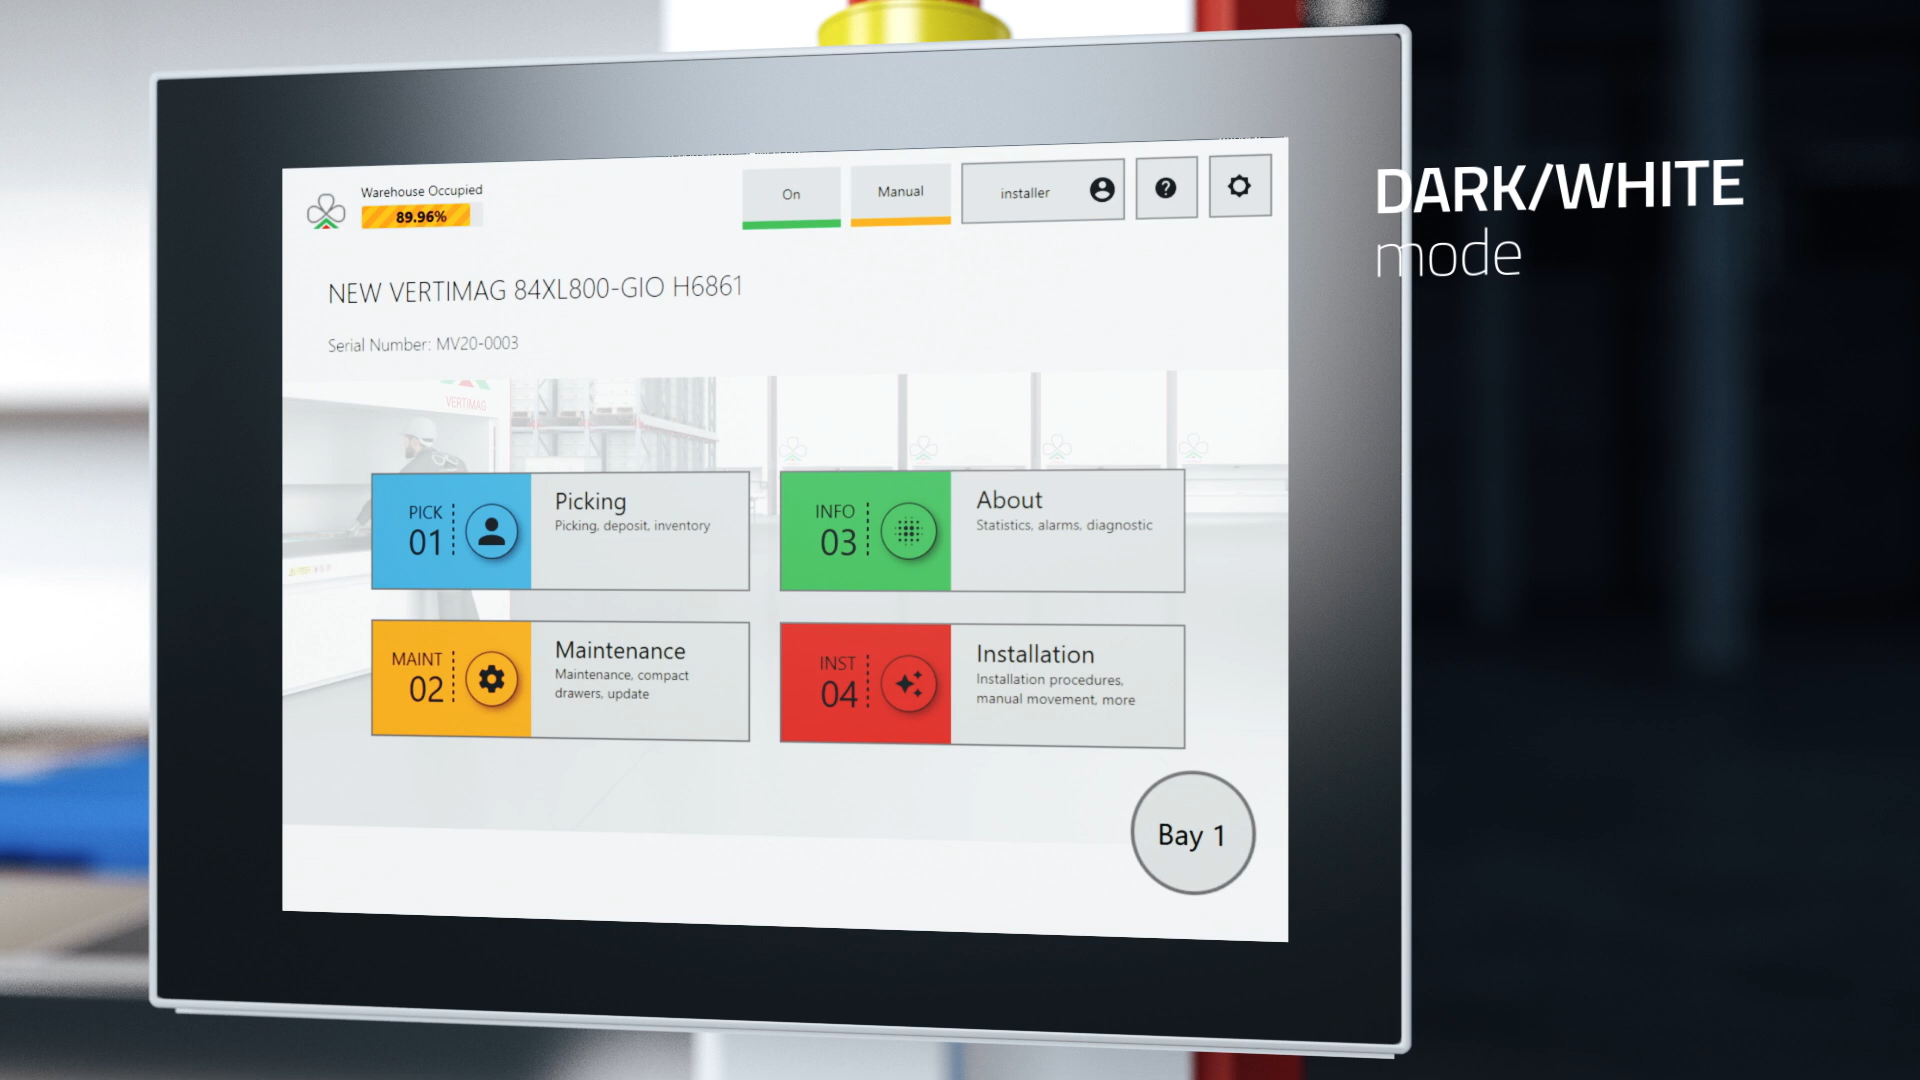 Warehouse Occupied
89.96%
On
Manual
installer
?
DARK/WHITE
mode
NEW VERTIMAG 84XL800-GIO H6861
Serial Number: MV20-0003
VERTIMAG
PICK
01
Picking
Picking, deposit, inventory
INFO
03
About
Statistics, alarms, diagnostic
MAINT
02
Maintenance
Maintenance, compact
drawers, update
INST
04
Installation
Installation procedures,
manual movement, more
Bay 1